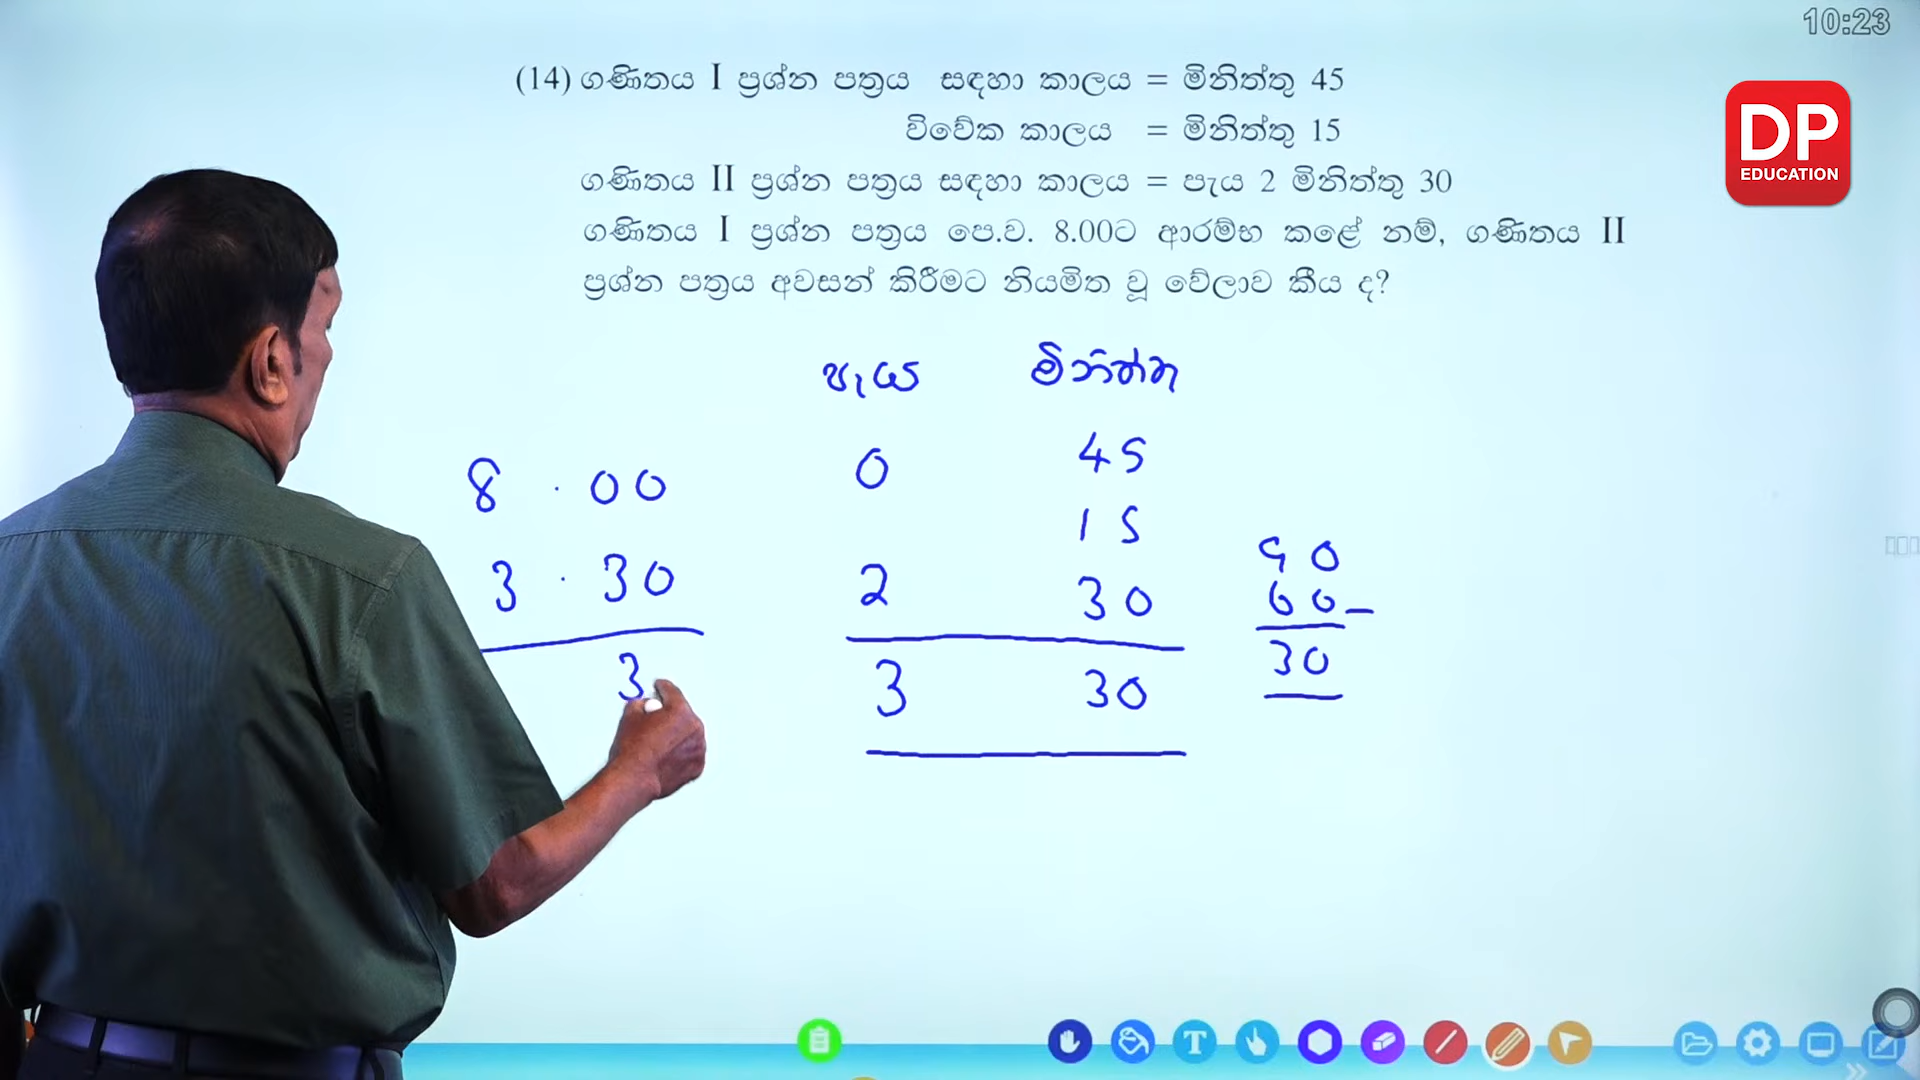 10:23
(14) ගණිතය I ප්‍රශ්න පත්‍රය සඳහා කාලය = මිනිත්තු 45
DP
EDUCATION
විවේක කාලය = මිනිත්තු 15
ගණිතය II ප්‍රශ්න පත්‍රය සඳහා කාලය = පැය 2 මිනිත්තු 30
ගණිතය I ප්‍රශ්න පත්‍රය පෙ.ව. 8.00ට ආරම්භ කළේ නම්, ගණිතය II
ප්‍රශ්න පත්‍රය අවසන් කිරීමට නියමිත වූ වේලාව කීය ද?
පැය මිනිත්තු
0 45
15
2 30
3 30
8 . 00
3 . 30
3
90
60 –
30